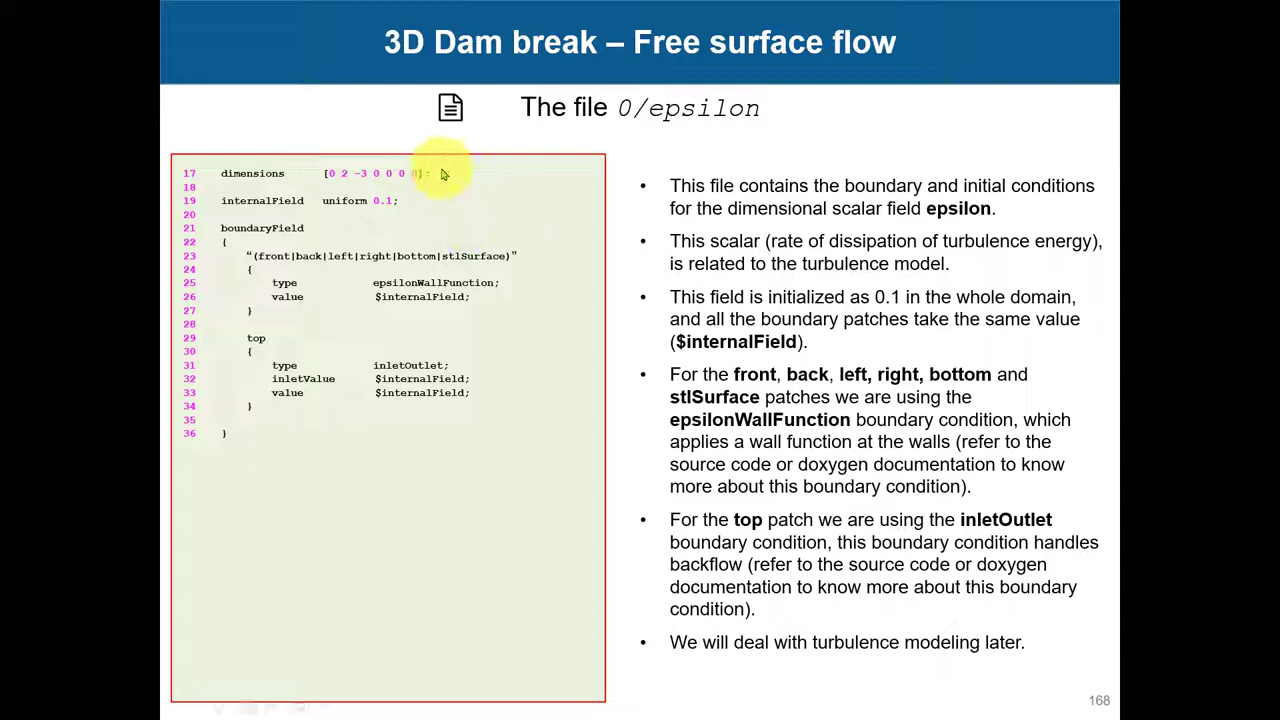 3D Dam break – Free surface flow
The file 0/epsilon
17 dimensions [0 2 -3 0 0 0 0];
18
19 internalField uniform 0.1;
20
21 boundaryField
22 {
23 “(front|back|left|right|bottom|stlSurface)”
24 {
25 type epsilonWallFunction;
26 value $internalField;
27 }
28
29 top
30 {
31 type inletOutlet;
32 inletValue $internalField;
33 value $internalField;
34 }
35
36 }
• This file contains the boundary and initial conditions
for the dimensional scalar field epsilon.
• This scalar (rate of dissipation of turbulence energy),
is related to the turbulence model.
• This field is initialized as 0.1 in the whole domain,
and all the boundary patches take the same value
($internalField).
• For the front, back, left, right, bottom and
stlSurface patches we are using the
epsilonWallFunction boundary condition, which
applies a wall function at the walls (refer to the
source code or doxygen documentation to know
more about this boundary condition).
• For the top patch we are using the inletOutlet
boundary condition, this boundary condition handles
backflow (refer to the source code or doxygen
documentation to know more about this boundary
condition).
• We will deal with turbulence modeling later.
168